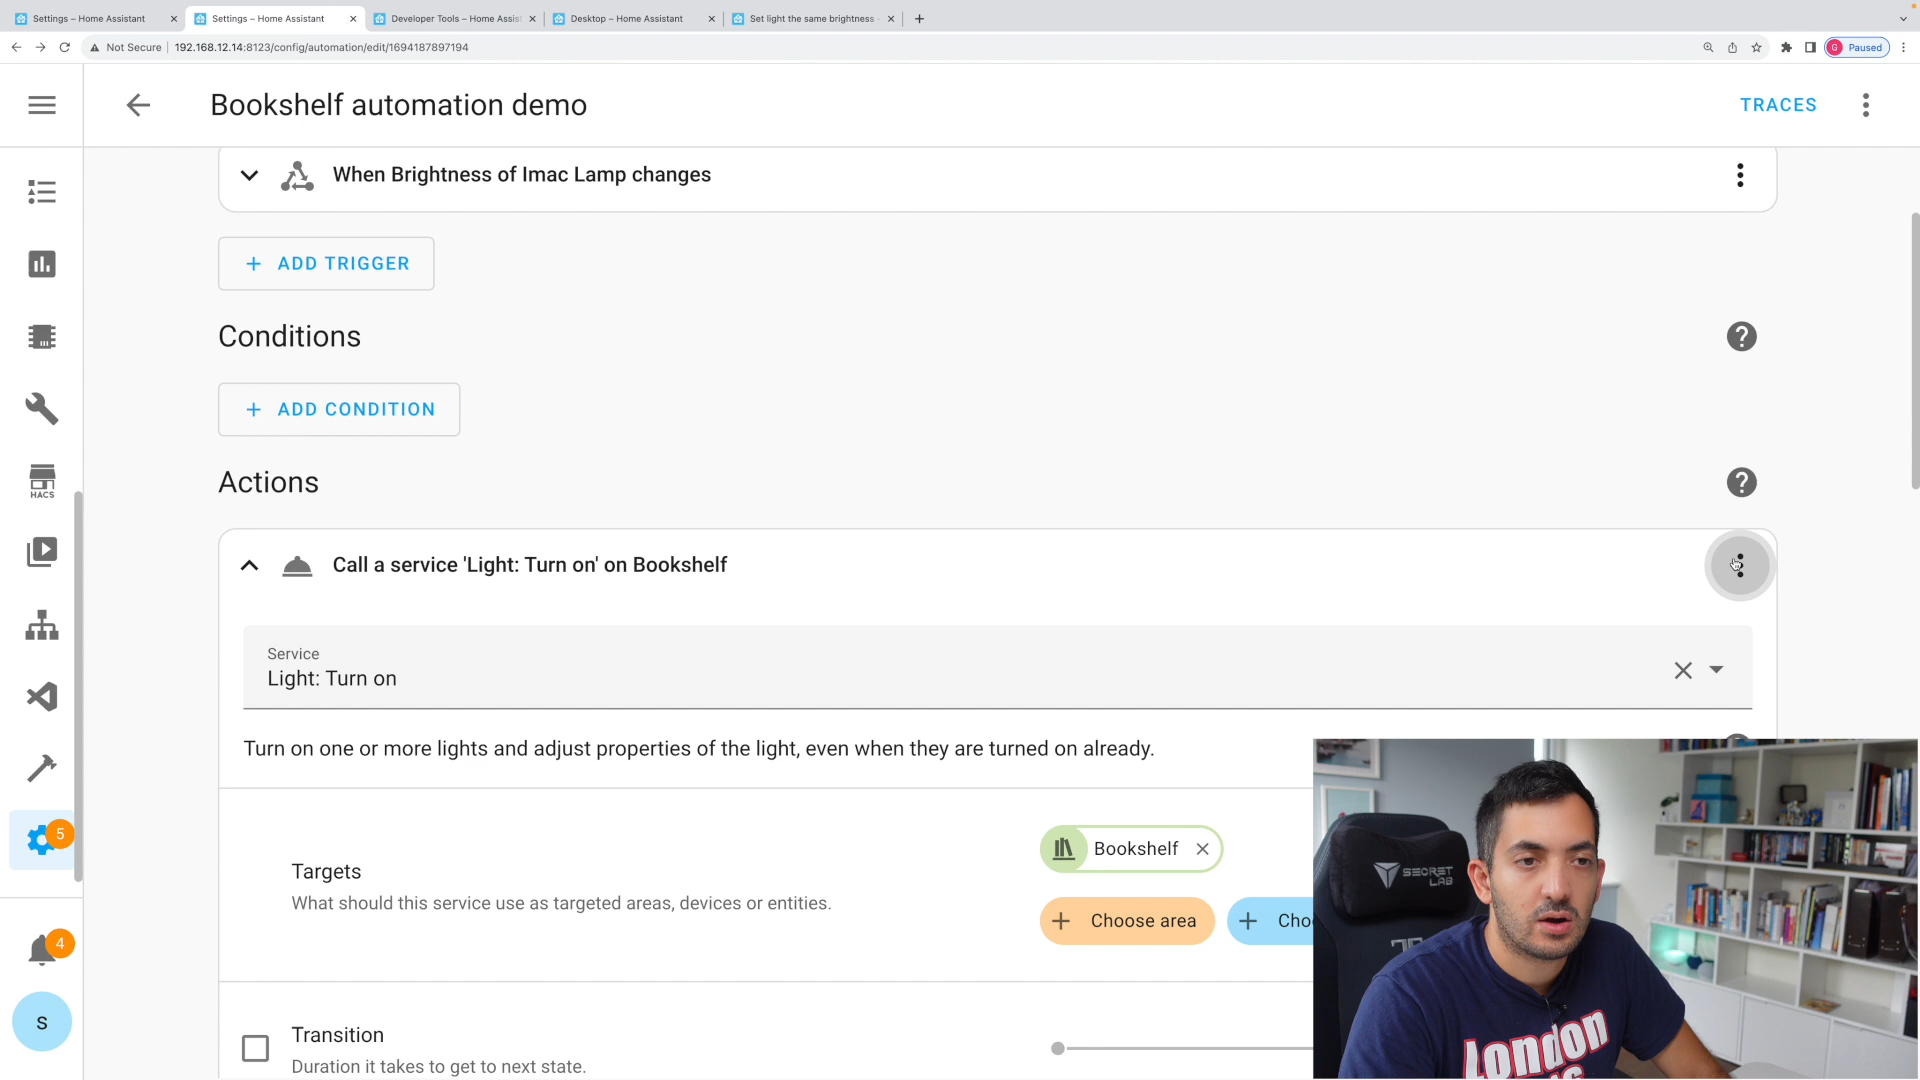 Settings – Home Assistant
Settings – Home Assistant
Developer Tools – Home Assis
Desktop – Home Assistant
Set light the same brightness
Not Secure
192.168.12.14:8123/config/automation/edit/1694187897194
G
Paused
Bookshelf automation demo
TRACES
When Brightness of Imac Lamp changes
+ ADD TRIGGER
Conditions
?
+ ADD CONDITION
Actions
?
HACS
Call a service 'Light: Turn on' on Bookshelf
Service
Light: Turn on
Turn on one or more lights and adjust properties of the light, even when they are turned on already.
5
Bookshelf
Targets
What should this service use as targeted areas, devices or entities.
+ Choose area
+ Cho
4
s
Transition
Duration it takes to get to next state.
SECRET
LAB
London